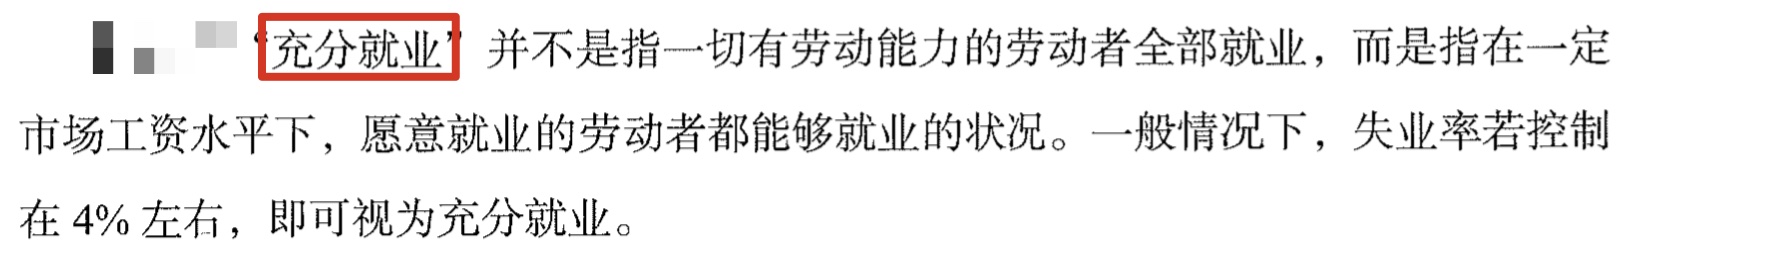 “充分就业”并不是指一切有劳动能力的劳动者全部就业，而是指在一定
市场工资水平下，愿意就业的劳动者都能够就业的状况。一般情况下，失业率若控制
在 4% 左右，即可视为充分就业。